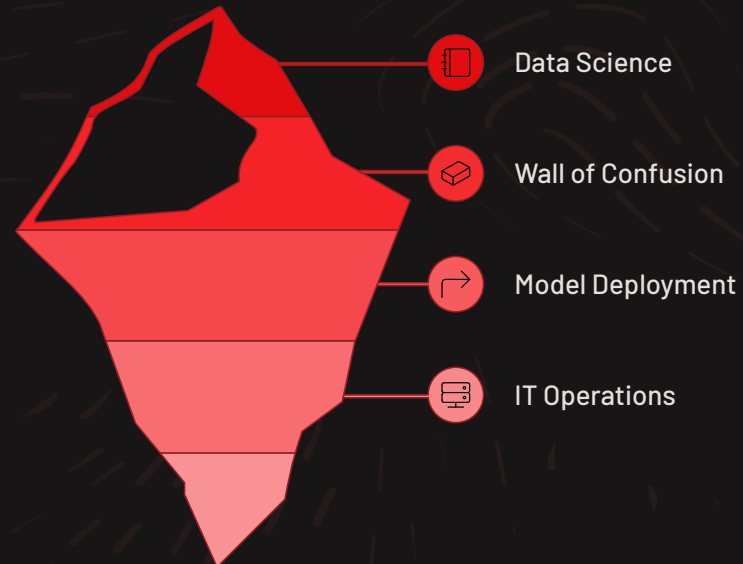 Data Science
Wall of Confusion
Model Deployment
IT Operations